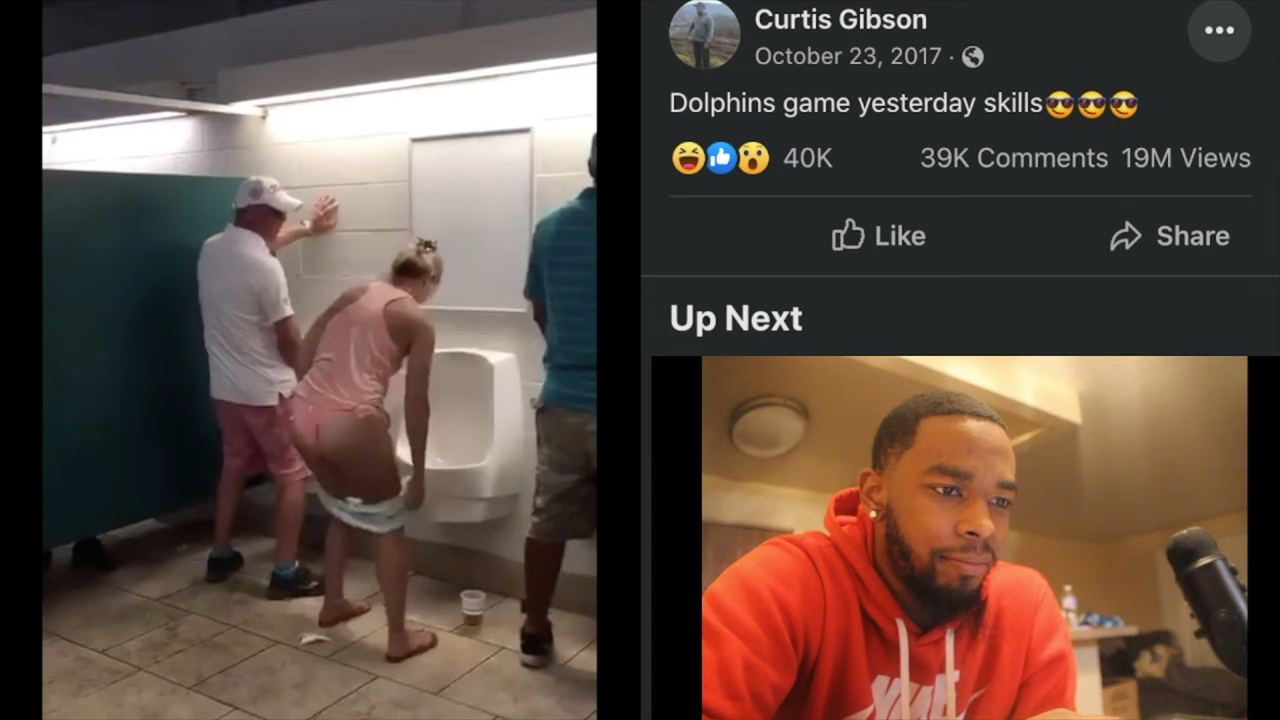 Curtis Gibson
October 23, 2017 ·
Dolphins game yesterday skills😎😎😎
40K 39K Comments 19M Views
Like Share
Up Next